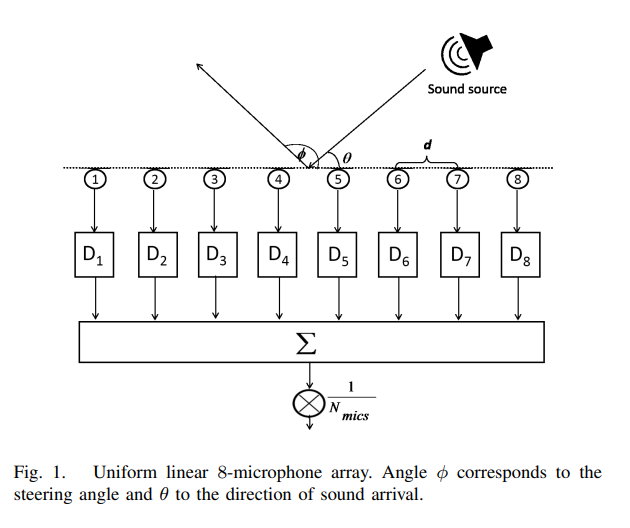 Sound source
ϕ θ d
1 2 3 4 5 6 7 8
D₁ D₂ D₃ D₄ D₅ D₆ D₇ D₈
Σ
1
N mics
Fig. 1. Uniform linear 8-microphone array. Angle ϕ corresponds to the
steering angle and θ to the direction of sound arrival.